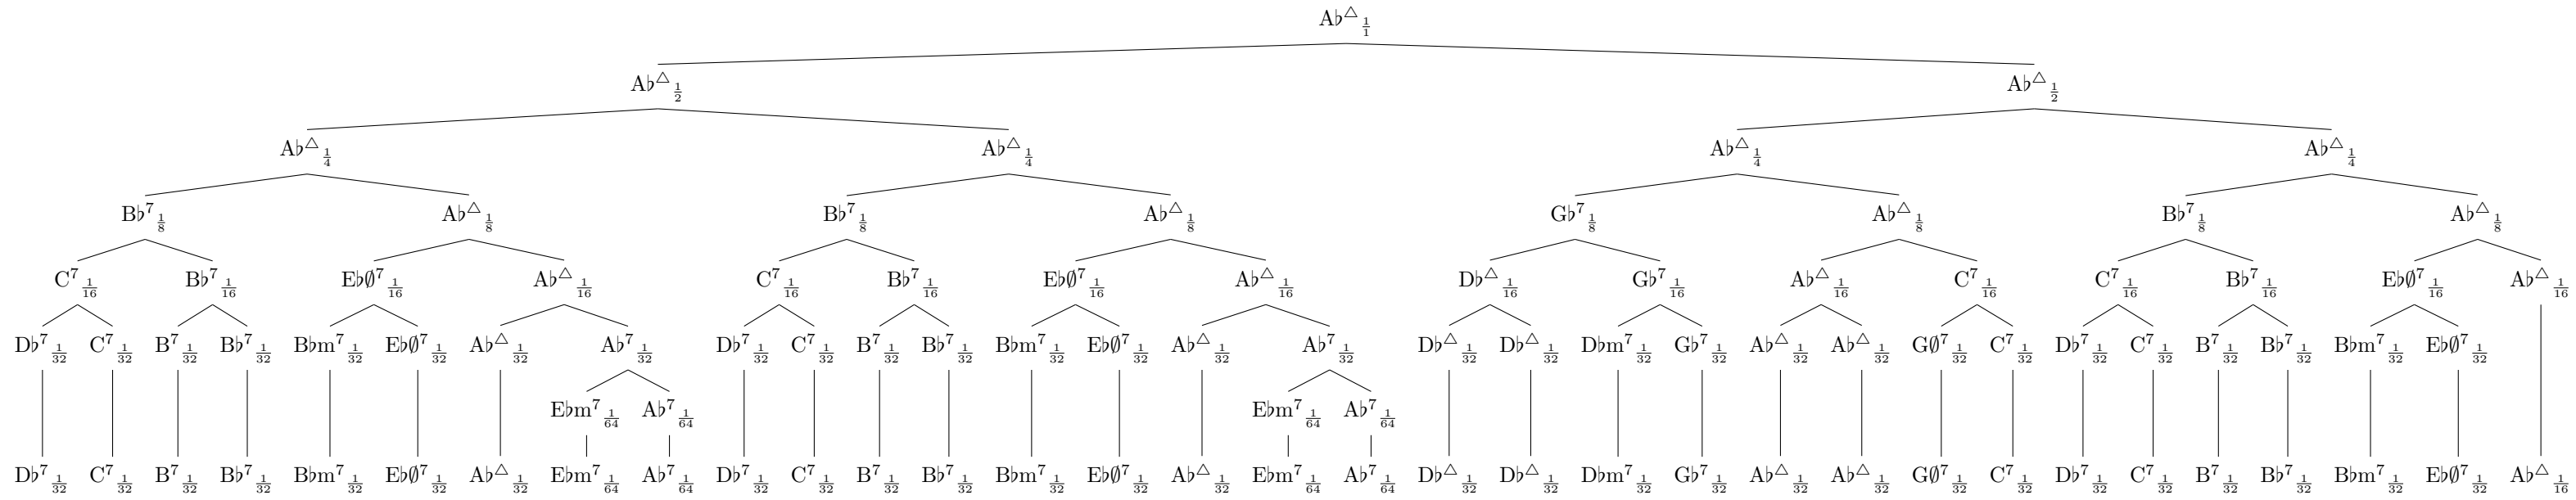 A♭△ 1/1
A♭△ 1/2 A♭△ 1/2
A♭△ 1/4 A♭△ 1/4 A♭△ 1/4 A♭△ 1/4
B♭7 1/8 A♭△ 1/8 B♭7 1/8 A♭△ 1/8 G♭7 1/8 A♭△ 1/8 B♭7 1/8 A♭△ 1/8
C7 1/16 B♭7 1/16 E♭∅7 1/16 A♭△ 1/16 C7 1/16 B♭7 1/16 E♭∅7 1/16 A♭△ 1/16 D♭△ 1/16 G♭7 1/16 A♭△ 1/16 C7 1/16 C7 1/16 B♭7 1/16 E♭∅7 1/16 A♭△ 1/16
D♭7 1/32 C7 1/32 B7 1/32 B♭7 1/32 B♭m7 1/32 E♭∅7 1/32 A♭△ 1/32 A♭7 1/32 D♭7 1/32 C7 1/32 B7 1/32 B♭7 1/32 B♭m7 1/32 E♭∅7 1/32 A♭△ 1/32 A♭7 1/32 D♭△ 1/32 D♭△ 1/32 D♭m7 1/32 G♭7 1/32 A♭△ 1/32 A♭△ 1/32 G∅7 1/32 C7 1/32 D♭7 1/32 C7 1/32 B7 1/32 B♭7 1/32 B♭m7 1/32 E♭∅7 1/32
E♭m7 1/64 A♭7 1/64 E♭m7 1/64 A♭7 1/64
D♭7 1/32 C7 1/32 B7 1/32 B♭7 1/32 B♭m7 1/32 E♭∅7 1/32 A♭△ 1/32 E♭m7 1/64 A♭7 1/64 D♭7 1/32 C7 1/32 B7 1/32 B♭7 1/32 B♭m7 1/32 E♭∅7 1/32 A♭△ 1/32 E♭m7 1/64 A♭7 1/64 D♭△ 1/32 D♭△ 1/32 D♭m7 1/32 G♭7 1/32 A♭△ 1/32 A♭△ 1/32 G∅7 1/32 C7 1/32 D♭7 1/32 C7 1/32 B7 1/32 B♭7 1/32 B♭m7 1/32 E♭∅7 1/32 A♭△ 1/16